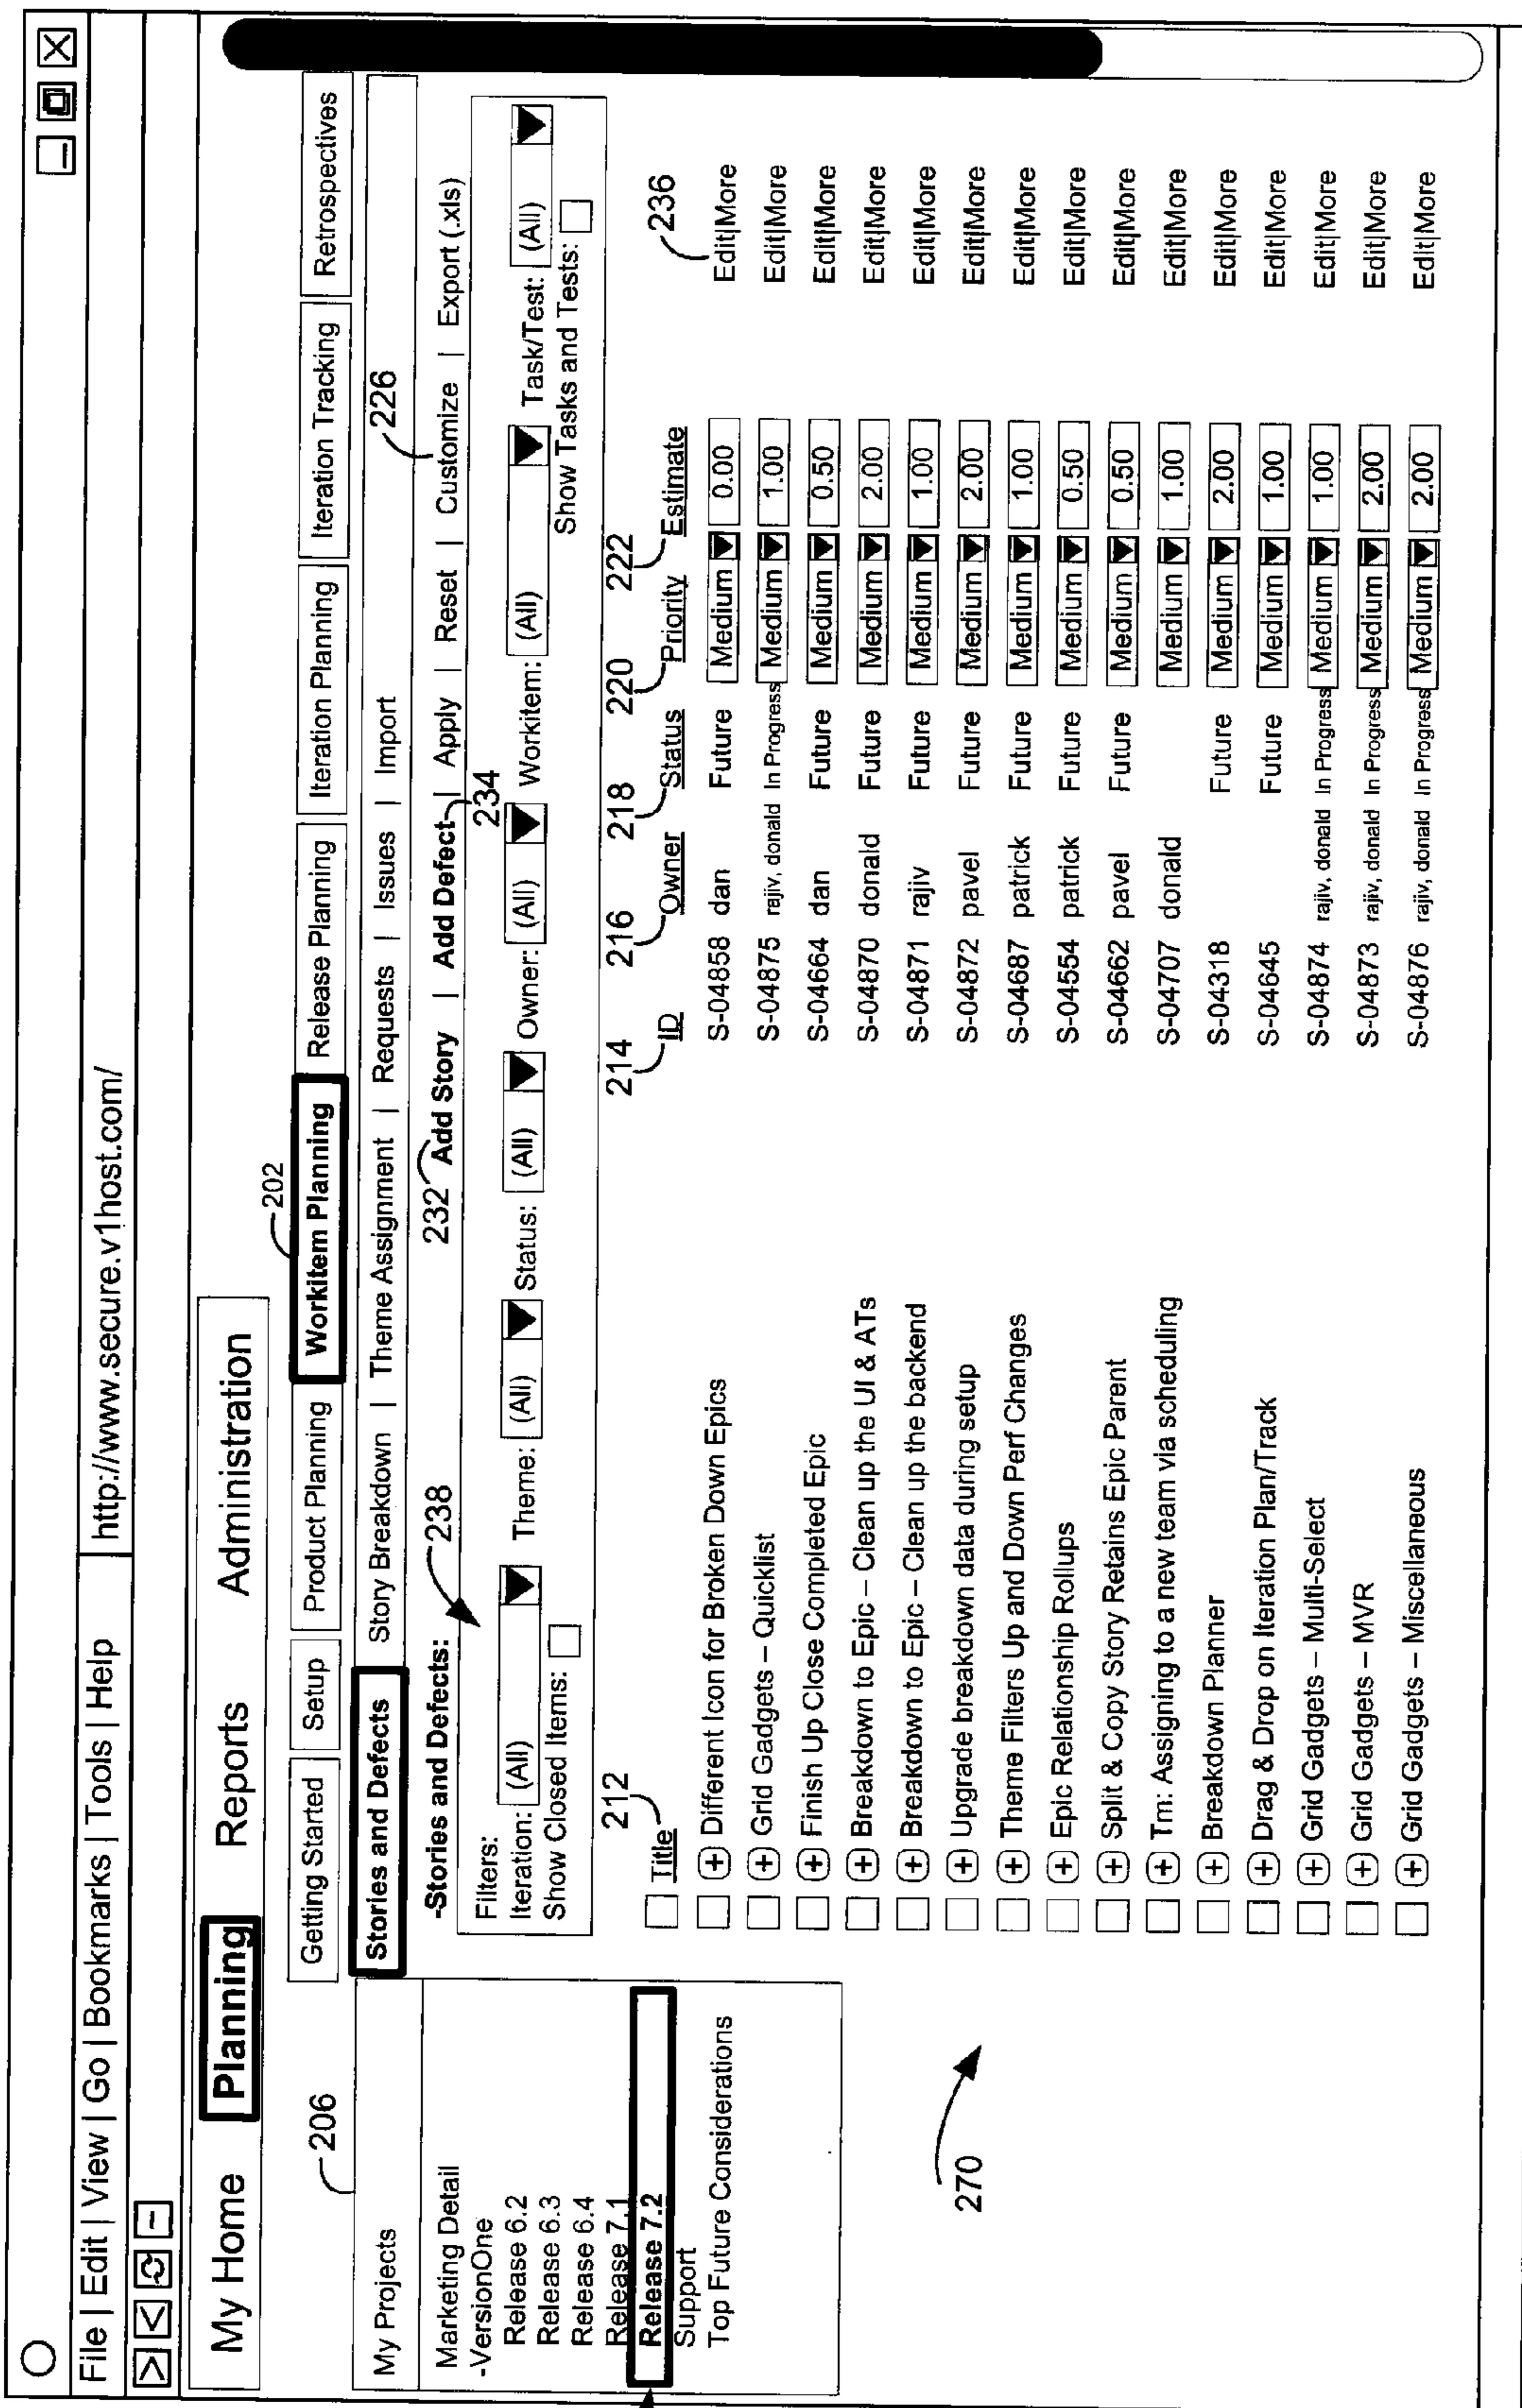 File | Edit | View | Go | Bookmarks | Tools | Help http://www.secure.v1host.com/
My Home Planning Reports Administration
202
Getting Started Setup Product Planning Workitem Planning Release Planning Iteration Planning Iteration Tracking Retrospectives
206
My Projects
Marketing Detail
-VersionOne
Release 6.2
Release 6.3
Release 6.4
Release 7.1
Release 7.2
Support
Top Future Considerations
270
Stories and Defects Story Breakdown | Theme Assignment | Requests | Issues | Import
226
-Stories and Defects: 238 232 Add Story | Add Defect | Apply | Reset | Customize | Export (.xls)
234
Filters:
Iteration: (All) Theme: (All) Status: (All) Owner: (All) Workitem: (All) Task/Test: (All)
Show Closed Items: Show Tasks and Tests:
212 214 216 218 220 222 236
Title ID Owner Status Priority Estimate
Different Icon for Broken Down Epics S-04858 dan Future Medium 0.00 Edit|More
Grid Gadgets – Quicklist S-04875 rajiv, donald In Progress Medium 1.00 Edit|More
Finish Up Close Completed Epic S-04664 dan Future Medium 0.50 Edit|More
Breakdown to Epic – Clean up the UI & ATs S-04870 donald Future Medium 2.00 Edit|More
Breakdown to Epic – Clean up the backend S-04871 rajiv Future Medium 1.00 Edit|More
Upgrade breakdown data during setup S-04872 pavel Future Medium 2.00 Edit|More
Theme Filters Up and Down Perf Changes S-04687 patrick Future Medium 1.00 Edit|More
Epic Relationship Rollups S-04554 patrick Future Medium 0.50 Edit|More
Split & Copy Story Retains Epic Parent S-04662 pavel Future Medium 0.50 Edit|More
Tm: Assigning to a new team via scheduling S-04707 donald Medium 1.00 Edit|More
Breakdown Planner S-04318 Future Medium 2.00 Edit|More
Drag & Drop on Iteration Plan/Track S-04645 Future Medium 1.00 Edit|More
Grid Gadgets – Multi-Select S-04874 rajiv, donald In Progress Medium 1.00 Edit|More
Grid Gadgets – MVR S-04873 rajiv, donald In Progress Medium 2.00 Edit|More
Grid Gadgets – Miscellaneous S-04876 rajiv, donald In Progress Medium 2.00 Edit|More